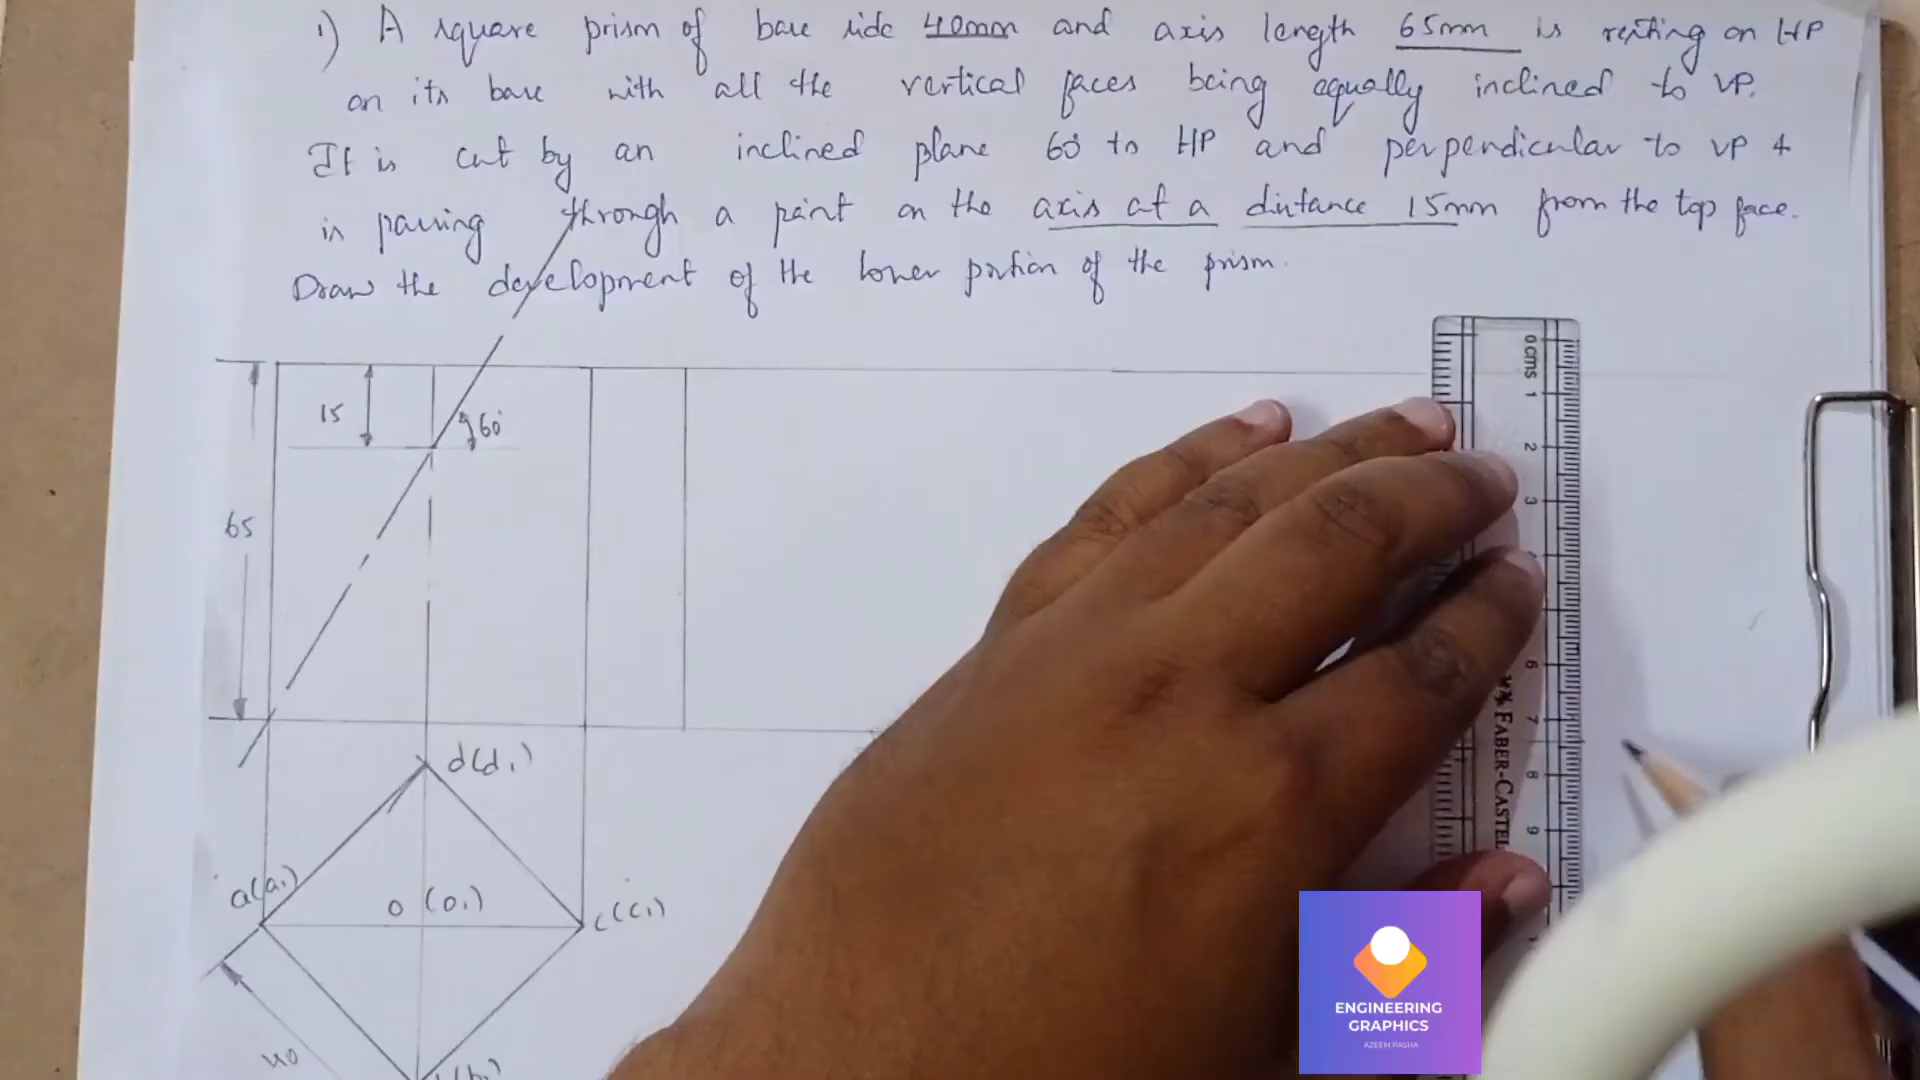 1) A square prism of base side 40mm and axis length 65mm is resting on HP
on its base with all the vertical faces being equally inclined to VP.
It is cut by an inclined plane 60° to HP and perpendicular to VP &
is passing through a point on the axis at a distance 15mm from the top face.
Draw the development of the lower portion of the prism.
15
60°
65
d(d1)
a(a1)
o (o1)
c(c1)
40
0 cms 1 2 3 6 7 8 9
FABER-CASTEL
ENGINEERING
GRAPHICS
AZEEM PASHA